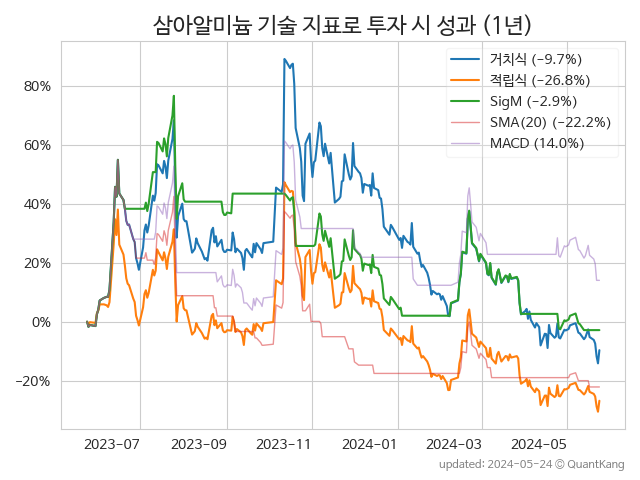 삼아알미늄 기술 지표로 투자 시 성과 (1년)
거치식 (−9.7%)
적립식 (−26.8%)
SigM (−2.9%)
SMA(20) (−22.2%)
MACD (14.0%)
80%
60%
40%
20%
0%
−20%
2023-07
2023-09
2023-11
2024-01
2024-03
2024-05
updated: 2024-05-24 © QuantKang